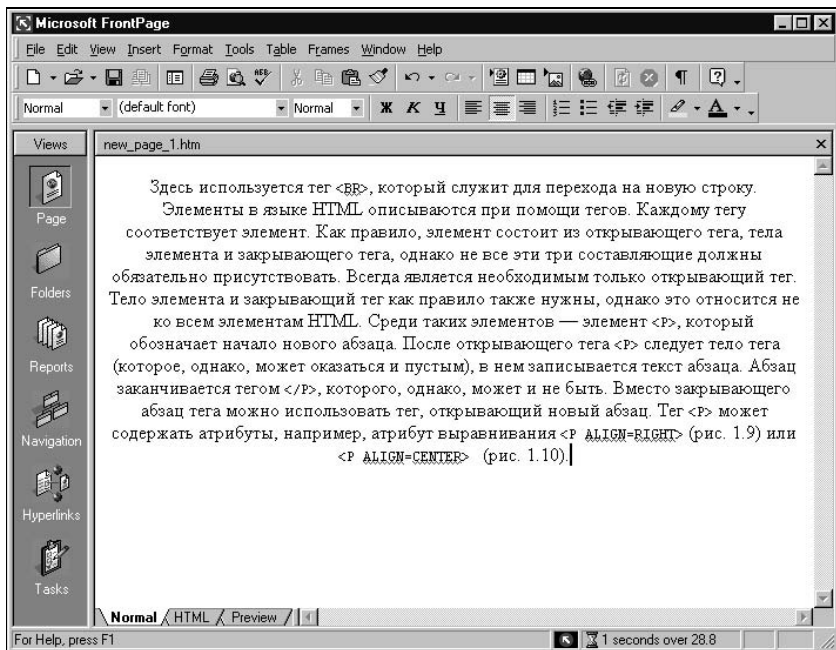 Microsoft FrontPage
File Edit View Insert Format Tools Table Frames Window Help
Normal (default font) Normal Ж К Ч A
Views new_page_1.htm
Page
Folders
Reports
Navigation
Hyperlinks
Tasks
Здесь используется тег <BR>, который служит для перехода на новую строку.
Элементы в языке HTML описываются при помощи тегов. Каждому тегу
соответствует элемент. Как правило, элемент состоит из открывающего тега, тела
элемента и закрывающего тега, однако не все эти три составляющие должны
обязательно присутствовать. Всегда является необходимым только открывающий тег.
Тело элемента и закрывающий тег как правило также нужны, однако это относится не
ко всем элементам HTML. Среди таких элементов — элемент <P>, который
обозначает начало нового абзаца. После открывающего тега <P> следует тело тега
(которое, однако, может оказаться и пустым), в нем записывается текст абзаца. Абзац
заканчивается тегом </P>, которого, однако, может и не быть. Вместо закрывающего
абзац тега можно использовать тег, открывающий новый абзац. Тег <P> может
содержать атрибуты, например, атрибут выравнивания <P ALIGN=RIGHT> (рис. 1.9) или
<P ALIGN=CENTER> (рис. 1.10).
Normal HTML Preview
For Help, press F1 1 seconds over 28.8